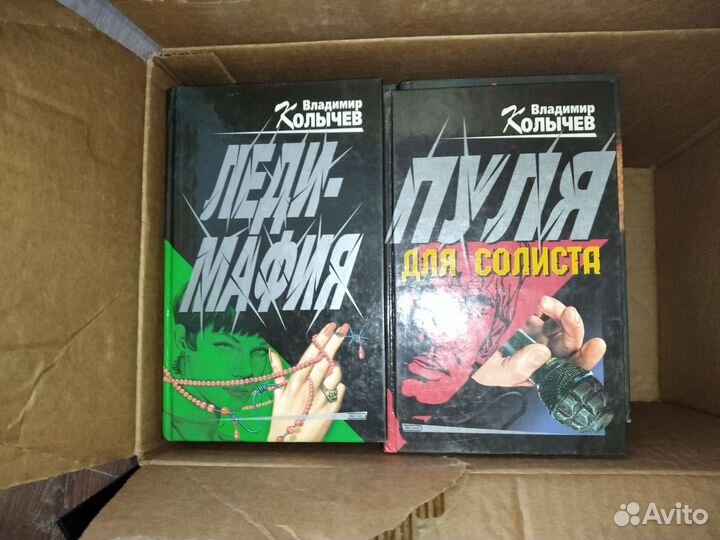 Владимир
Колычев
ЛЕДИ-
МАФИЯ
Владимир
Колычев
ПУЛЯ
ДЛЯ СОЛИСТА
Avito